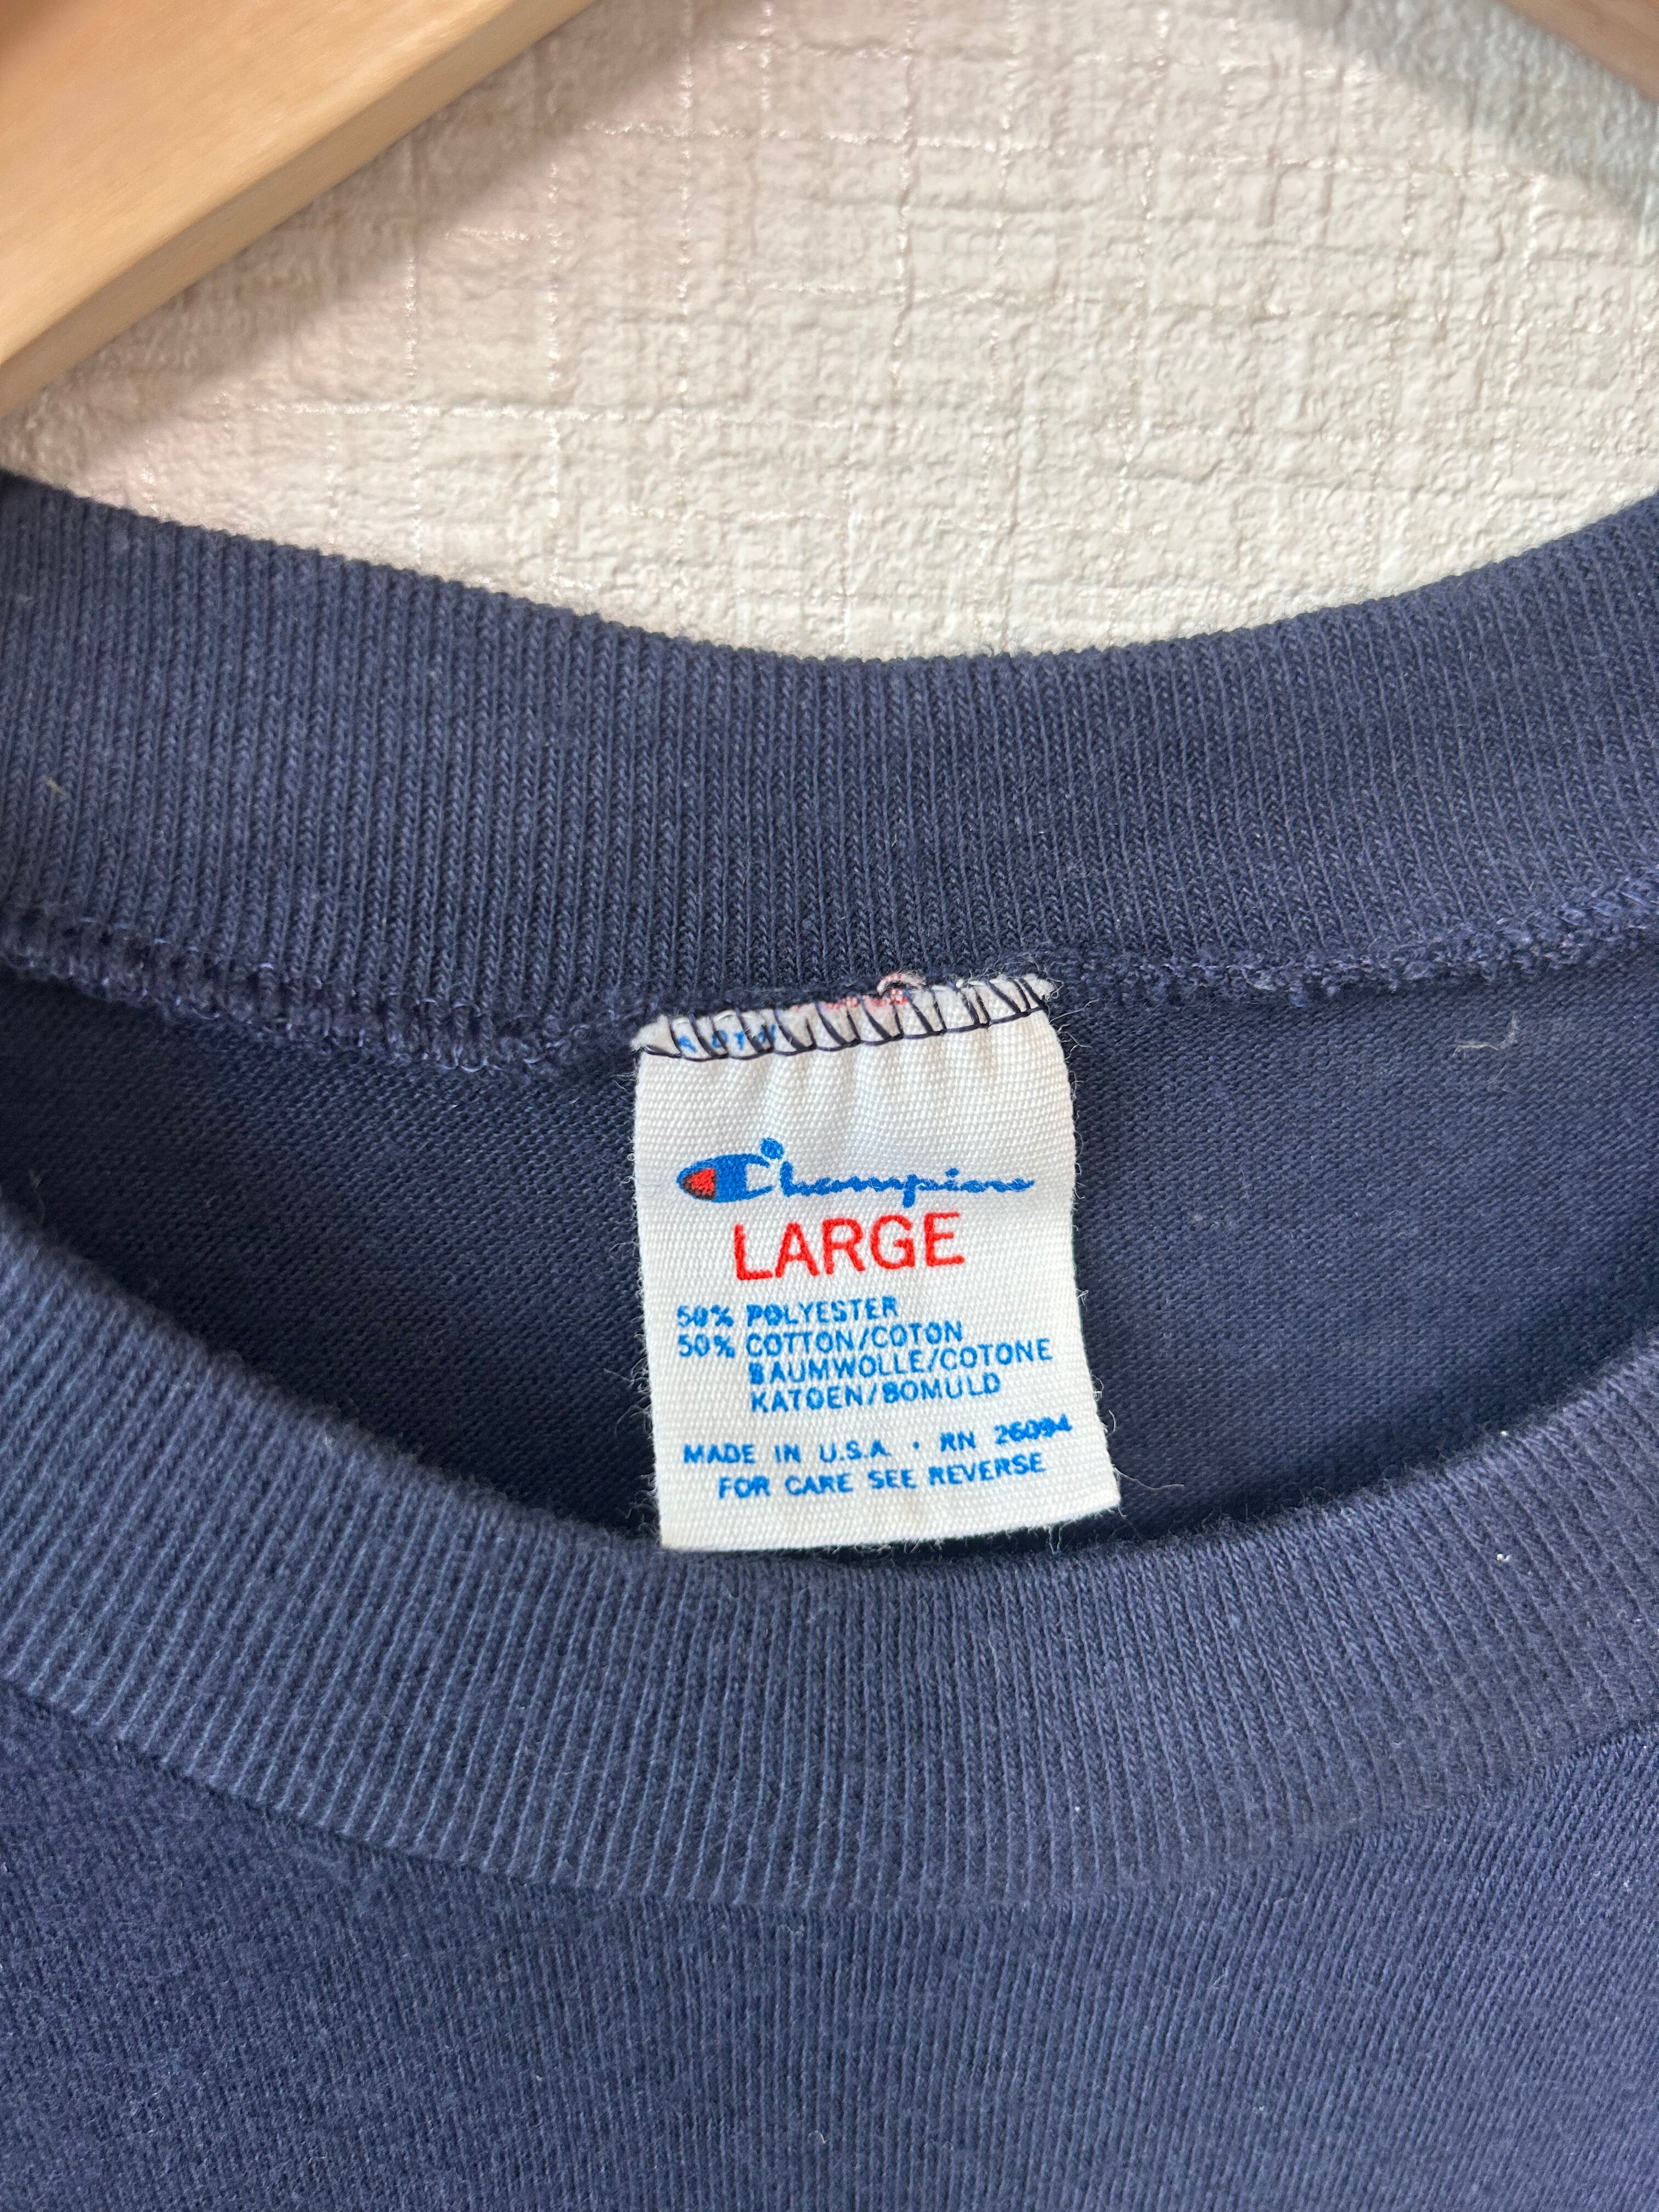 Champion
LARGE
50% POLYESTER
50% COTTON/COTON
BAUMWOLLE/COTONE
KATOEN/BOMULD
MADE IN U.S.A. · RN 26094
FOR CARE SEE REVERSE